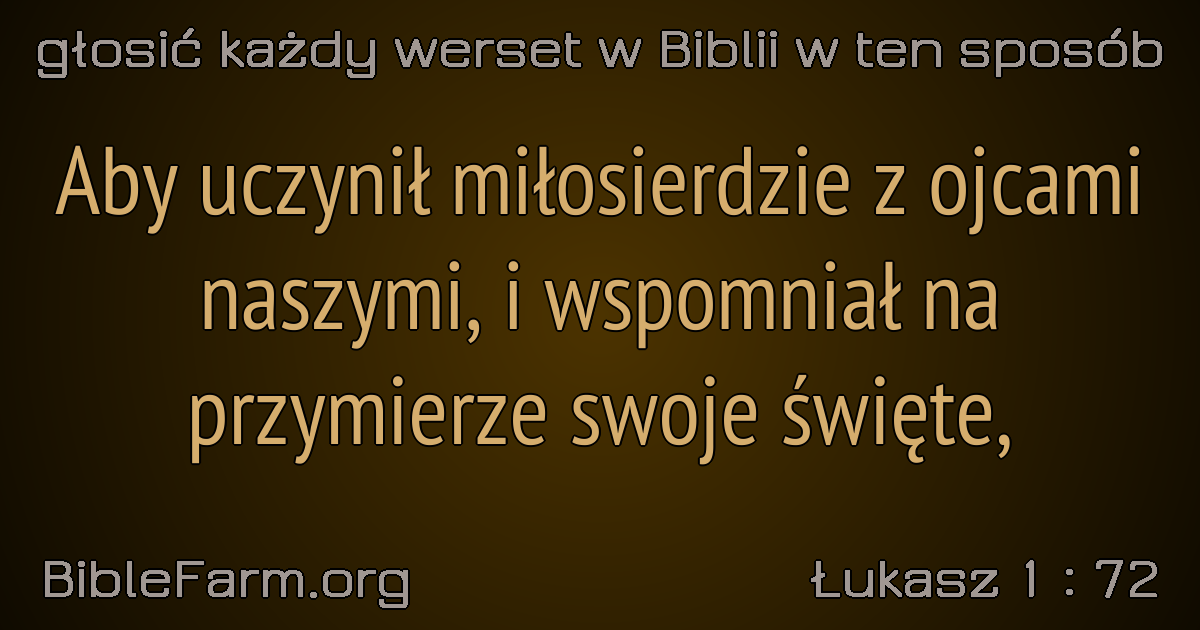 głosić każdy werset w Biblii w ten sposób
Aby uczynił miłosierdzie z ojcami
naszymi, i wspomniał na
przymierze swoje święte,
BibleFarm.org
Łukasz 1 : 72